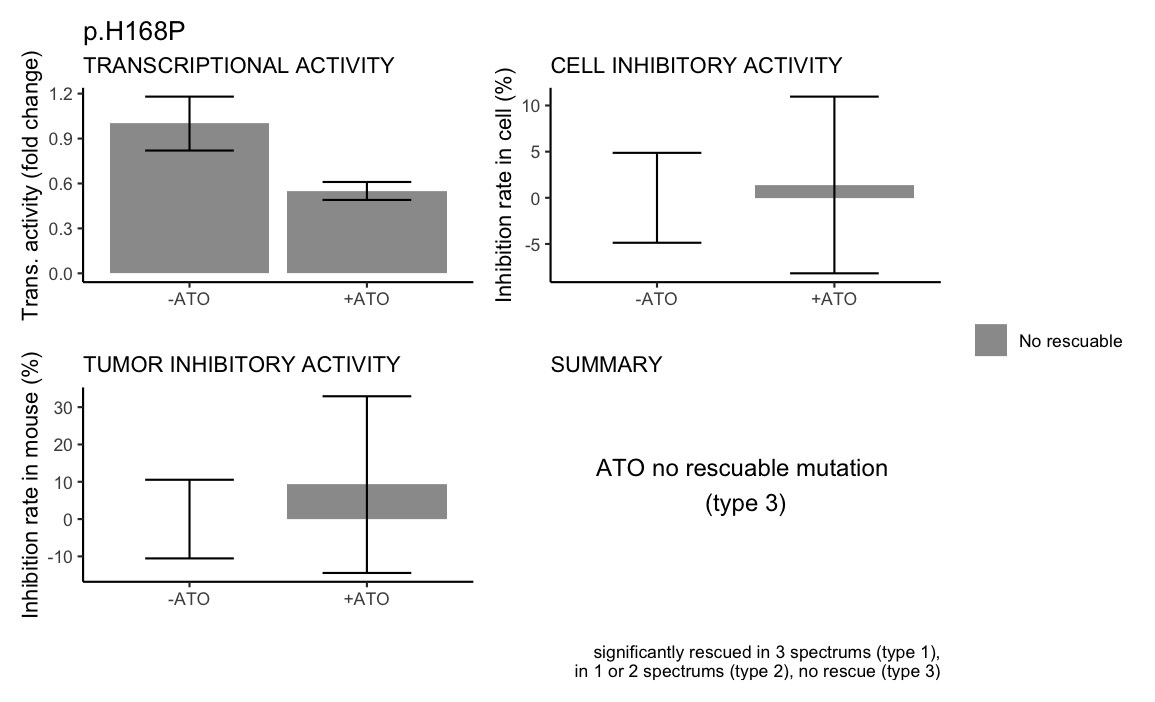 p.H168P
TRANSCRIPTIONAL ACTIVITY
Trans. activity (fold change)
1.2
0.9
0.6
0.3
0.0
-ATO
+ATO
CELL INHIBITORY ACTIVITY
Inhibition rate in cell (%)
10
5
0
-5
-ATO
+ATO
No rescuable
TUMOR INHIBITORY ACTIVITY
Inhibition rate in mouse (%)
30
20
10
0
-10
-ATO
+ATO
SUMMARY
ATO no rescuable mutation
(type 3)
significantly rescued in 3 spectrums (type 1),
in 1 or 2 spectrums (type 2), no rescue (type 3)